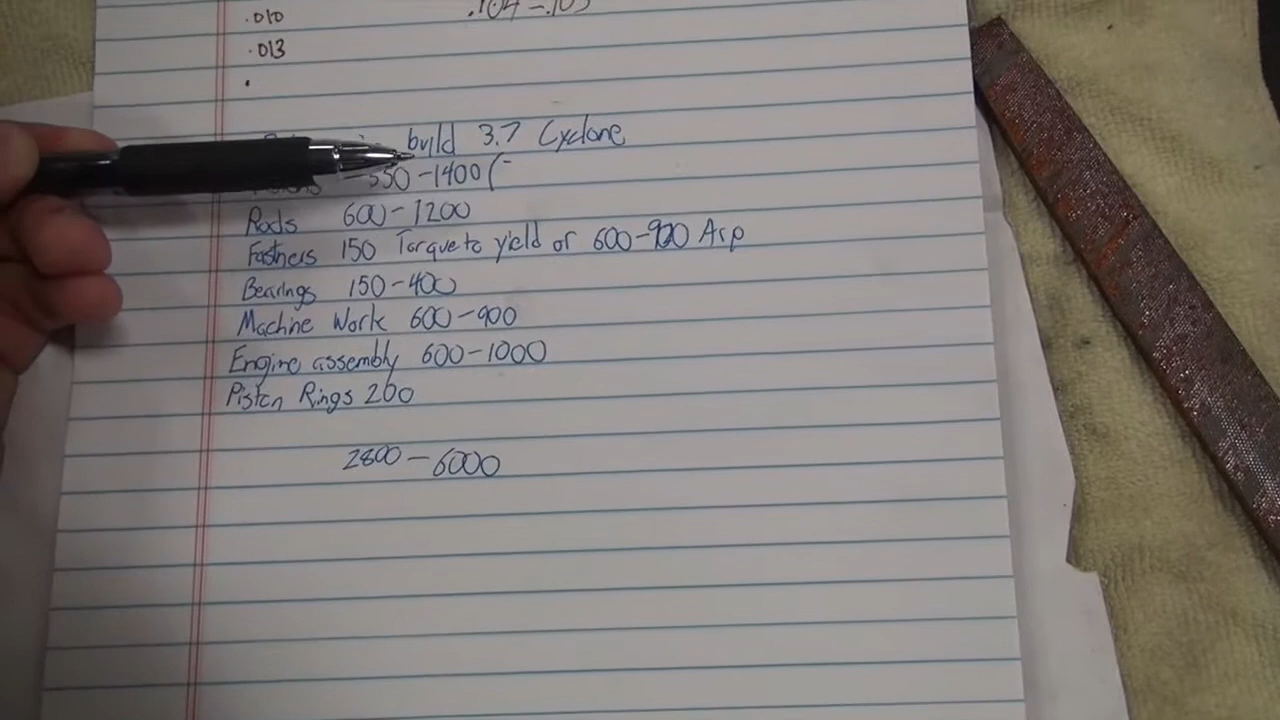 .010
.013
.
build 3.7 Cyclone
550-1400(-
Rods 600-1200
Fastners 150 Torque to yield or 600-900 Arp
Bearings 150-400
Machine Work 600-900
Engine assembly 600-1000
Piston Rings 200
2800-6000